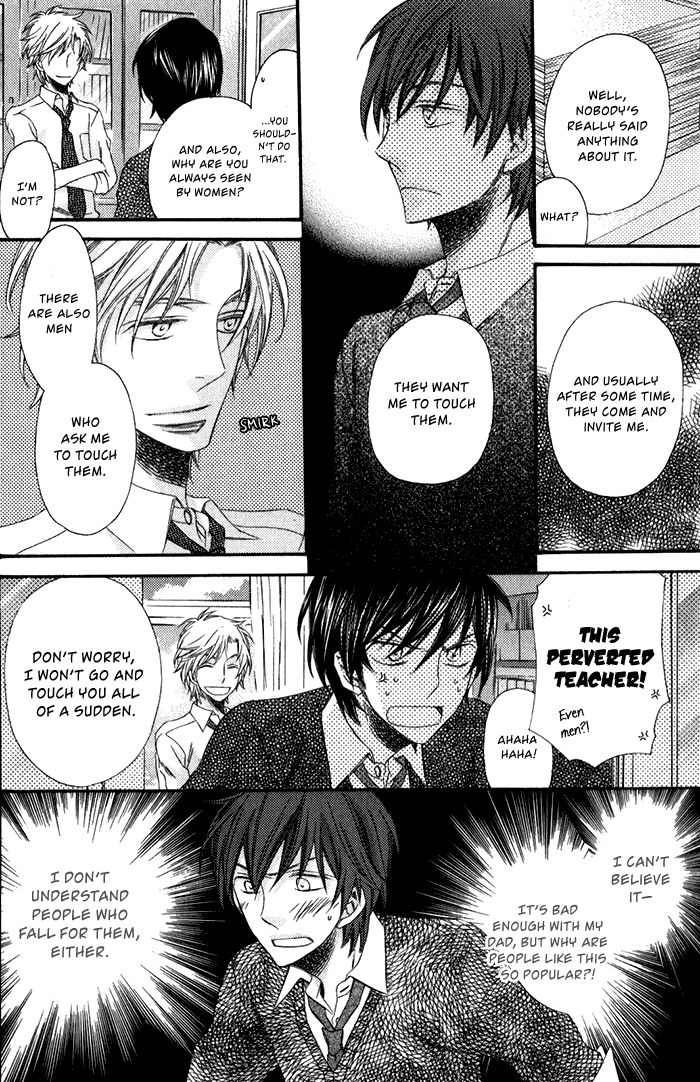 WELL,
NOBODY'S
REALLY SAID
ANYTHING
ABOUT IT.
WHAT?
...YOU
SHOULD-
N'T DO
THAT.
AND ALSO,
WHY ARE YOU
ALWAYS SEEN
BY WOMEN?
I'M
NOT?
AND USUALLY
AFTER SOME TIME,
THEY COME AND
INVITE ME.
THEY WANT
ME TO TOUCH
THEM.
THERE
ARE ALSO
MEN
WHO
ASK ME
TO TOUCH
THEM.
SMIRK
THIS
PERVERTED
TEACHER!
Even
men?!
AHAHA
HAHA!
DON'T WORRY,
I WON'T GO AND
TOUCH YOU ALL
OF A SUDDEN.
I CAN'T
BELIEVE
IT—
IT'S BAD
ENOUGH WITH MY
DAD, BUT WHY ARE
PEOPLE LIKE THIS
SO POPULAR?!
I DON'T
UNDERSTAND
PEOPLE WHO
FALL FOR THEM,
EITHER.